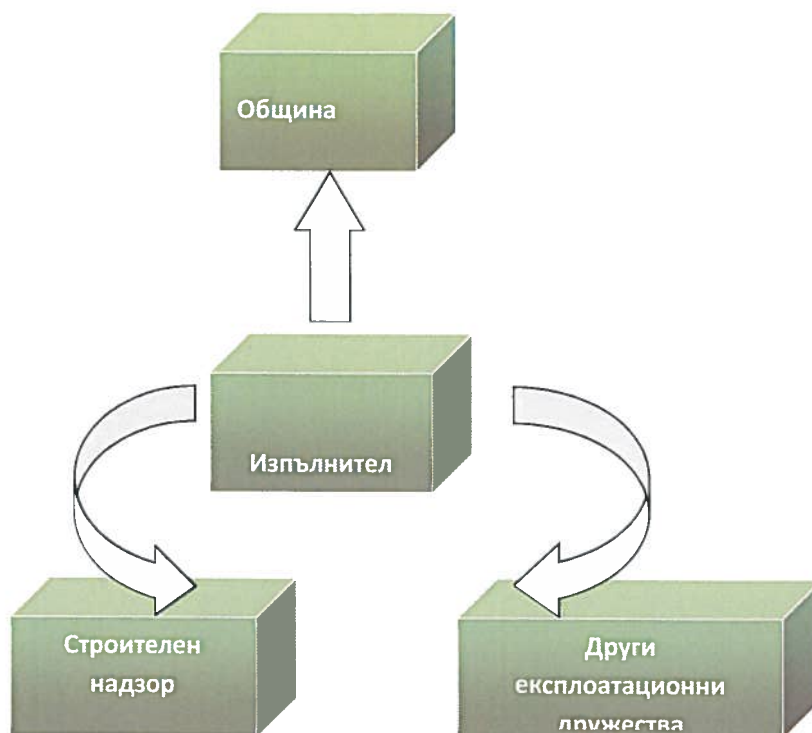 Община
Изпълнител
Строителен
надзор
Други
експлоатационни
дружества